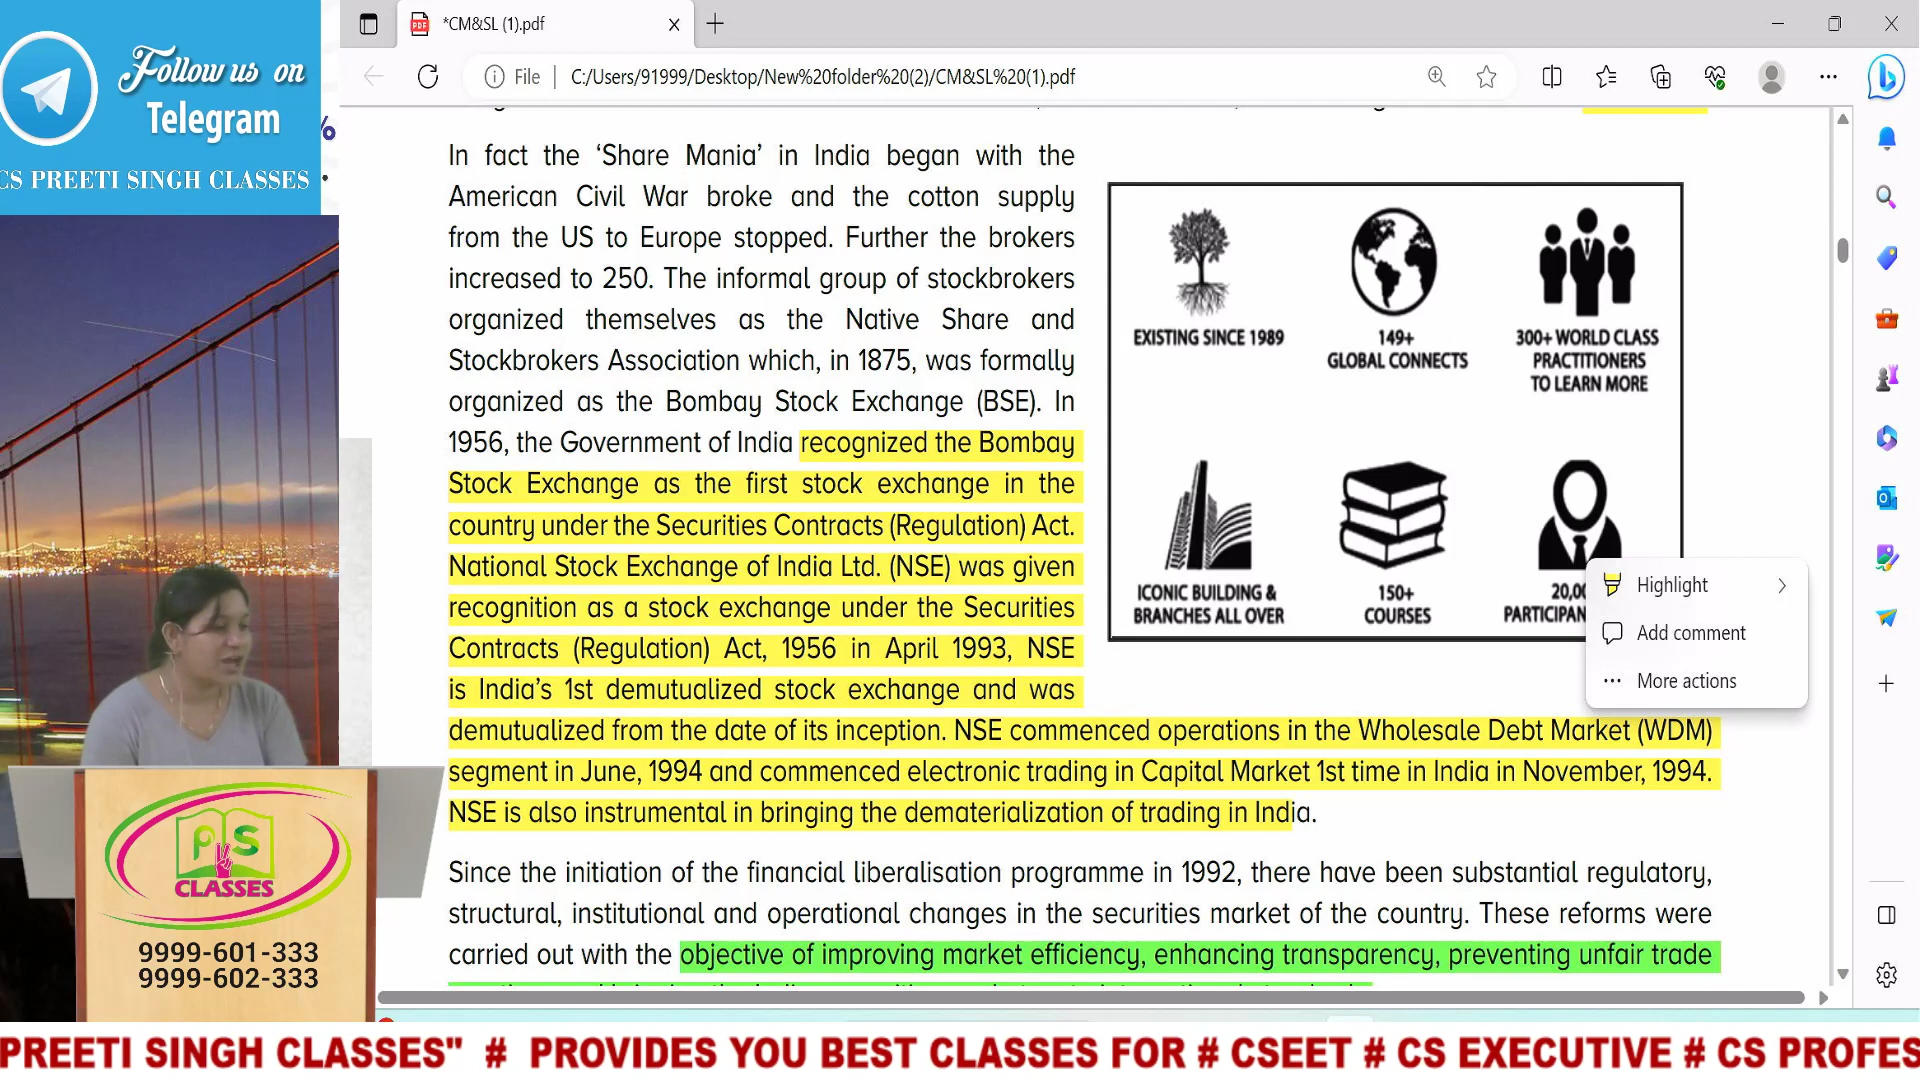 *CM&SL (1).pdf
File
C:/Users/91999/Desktop/New%20folder%20(2)/CM&SL%20(1).pdf
Follow us on
Telegram
CS PREETI SINGH CLASSES
%
In fact the ‘Share Mania’ in India began with the
American Civil War broke and the cotton supply
from the US to Europe stopped. Further the brokers
increased to 250. The informal group of stockbrokers
organized themselves as the Native Share and
Stockbrokers Association which, in 1875, was formally
organized as the Bombay Stock Exchange (BSE). In
1956, the Government of India recognized the Bombay
Stock Exchange as the first stock exchange in the
country under the Securities Contracts (Regulation) Act.
National Stock Exchange of India Ltd. (NSE) was given
recognition as a stock exchange under the Securities
Contracts (Regulation) Act, 1956 in April 1993, NSE
is India’s 1st demutualized stock exchange and was
demutualized from the date of its inception. NSE commenced operations in the Wholesale Debt Market (WDM)
segment in June, 1994 and commenced electronic trading in Capital Market 1st time in India in November, 1994.
NSE is also instrumental in bringing the dematerialization of trading in India.
EXISTING SINCE 1989
149+
GLOBAL CONNECTS
300+ WORLD CLASS
PRACTITIONERS
TO LEARN MORE
ICONIC BUILDING &
BRANCHES ALL OVER
150+
COURSES
20,00
PARTICIPAN
Highlight
Add comment
More actions
Since the initiation of the financial liberalisation programme in 1992, there have been substantial regulatory,
structural, institutional and operational changes in the securities market of the country. These reforms were
carried out with the objective of improving market efficiency, enhancing transparency, preventing unfair trade
PS
CLASSES
9999-601-333
9999-602-333
PREETI SINGH CLASSES" # PROVIDES YOU BEST CLASSES FOR # CSEET # CS EXECUTIVE # CS PROFES